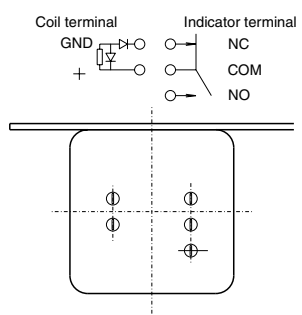 Coil terminal Indicator terminal
GND NC
+ COM
NO